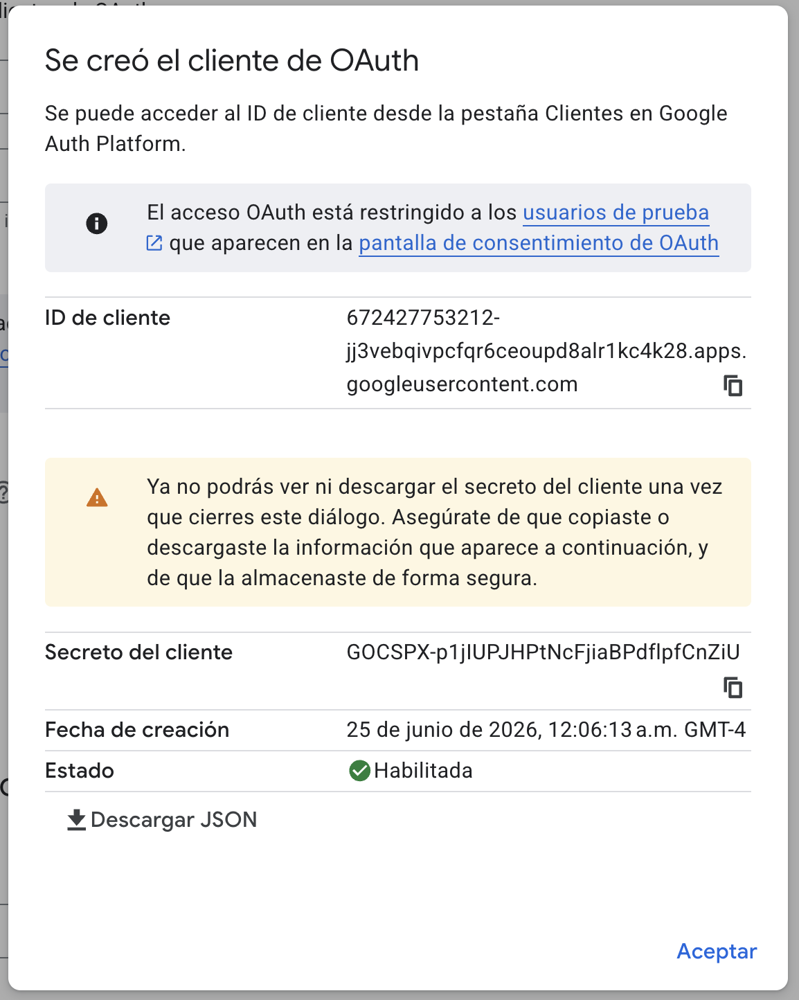 Se creó el cliente de OAuth
Se puede acceder al ID de cliente desde la pestaña Clientes en Google
Auth Platform.
El acceso OAuth está restringido a los usuarios de prueba
que aparecen en la pantalla de consentimiento de OAuth
ID de cliente
672427753212-
jj3vebqivpcfqr6ceoupd8alr1kc4k28.apps.
googleusercontent.com
Ya no podrás ver ni descargar el secreto del cliente una vez
que cierres este diálogo. Asegúrate de que copiaste o
descargaste la información que aparece a continuación, y
de que la almacenaste de forma segura.
Secreto del cliente
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
Fecha de creación
25 de junio de 2026, 12:06:13 a.m. GMT-4
Estado
Habilitada
Descargar JSON
Aceptar